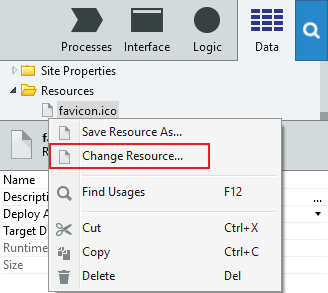 Processes Interface Logic Data
Site Properties
Resources
favicon.ico
Save Resource As...
Change Resource...
Find Usages F12
Cut Ctrl+X
Copy Ctrl+C
Delete Del
Name
Descripti ...
Deploy A
Target D
Runtime
Size